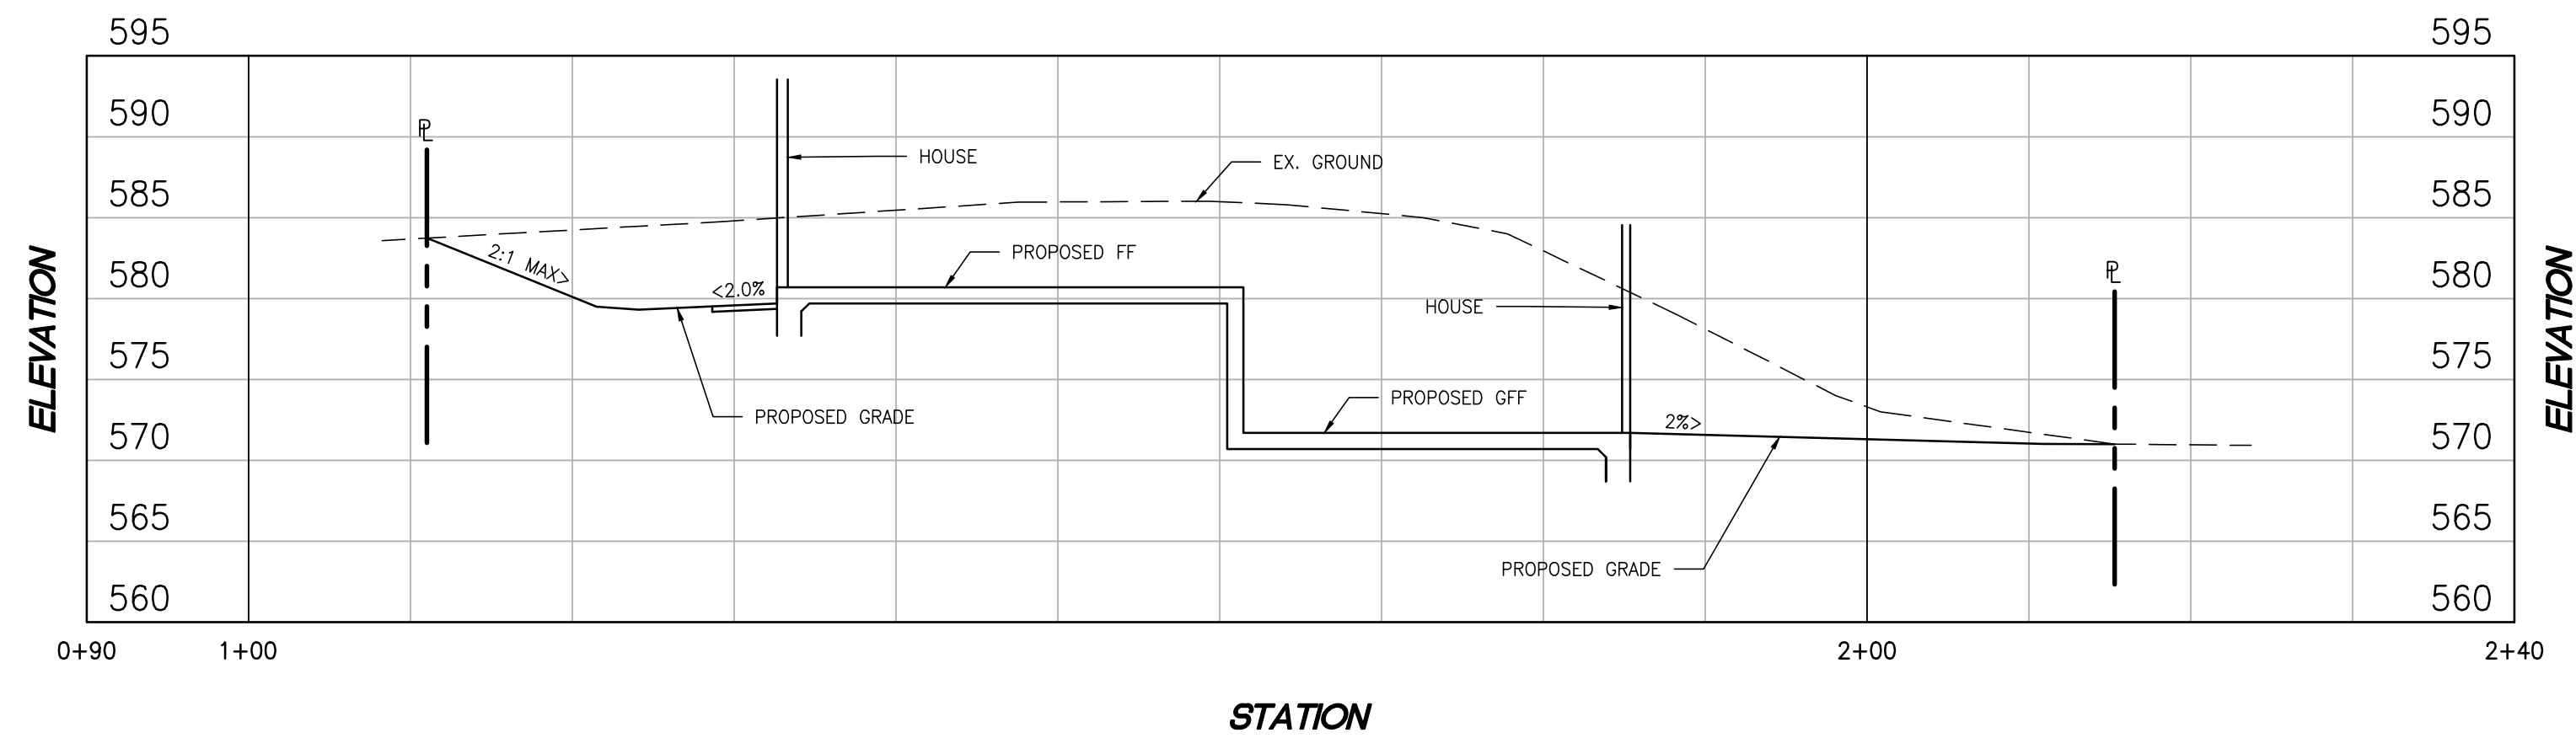 595 595
590 590
℄
HOUSE
EX. GROUND
585 585
2:1 MAX>
PROPOSED FF
580 580
<2.0%
HOUSE
575 575
PROPOSED GFF
PROPOSED GRADE
2%>
570 570
565 565
PROPOSED GRADE
560 560
ELEVATION
ELEVATION
0+90 1+00 2+00 2+40
STATION